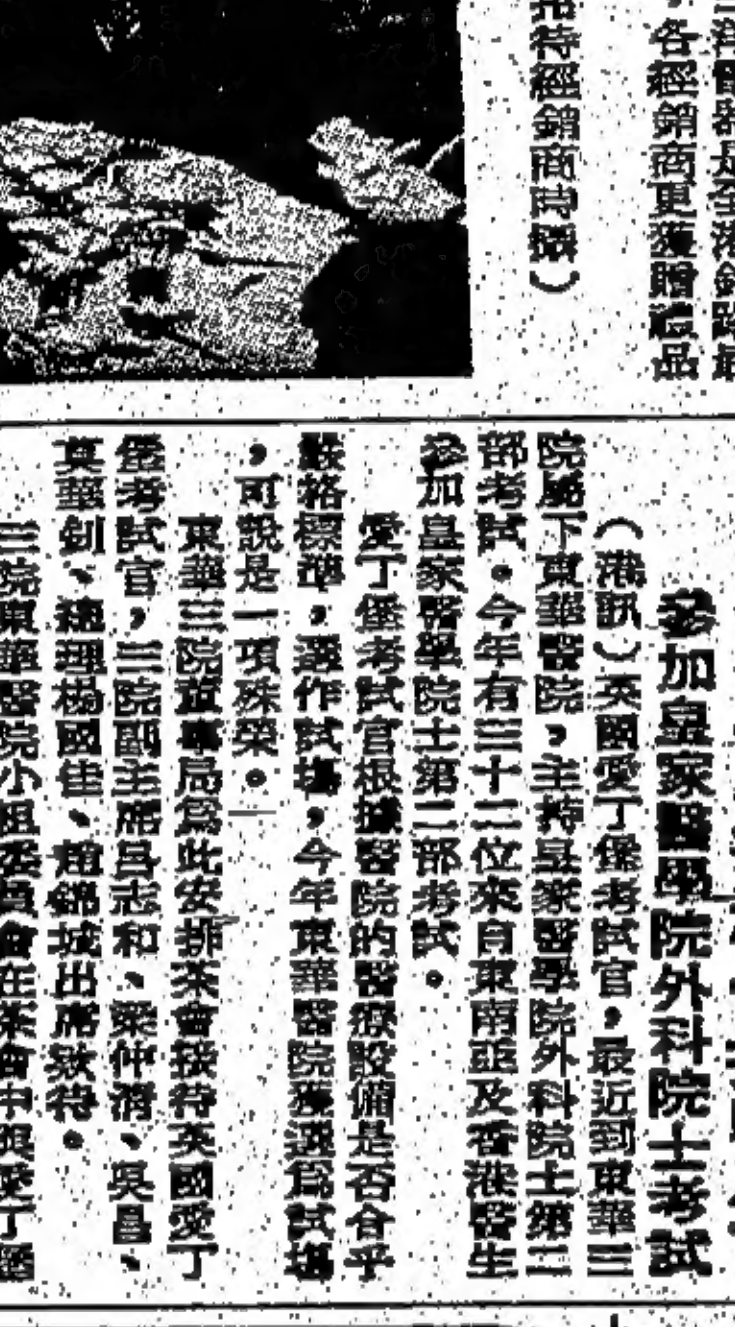 各經銷商更獲贈禮品
招待經銷商時攝）
參加皇家醫學院外科院士考試
（港訊）英國愛丁堡考試官，最近到東華三
院屬下東華醫院，主持皇家醫學院外科院士第二
部考試。今年有三十二位來自東南亞及香港醫生
參加皇家醫學院士第二部考試。
愛丁堡考試官根據醫院的醫療設備是否合乎
嚴格標準，選作試場，今年東華醫院獲選為試場
，可說是一項殊榮。
東華三院董事局為此安排茶會接待英國愛丁
堡考試官，三院副主席呂志和、梁仲清、吳昌、
莫華釗、總理楊國佳、趙錦城出席款待。
三院東華醫院小組委員會在茶會中與愛丁堡